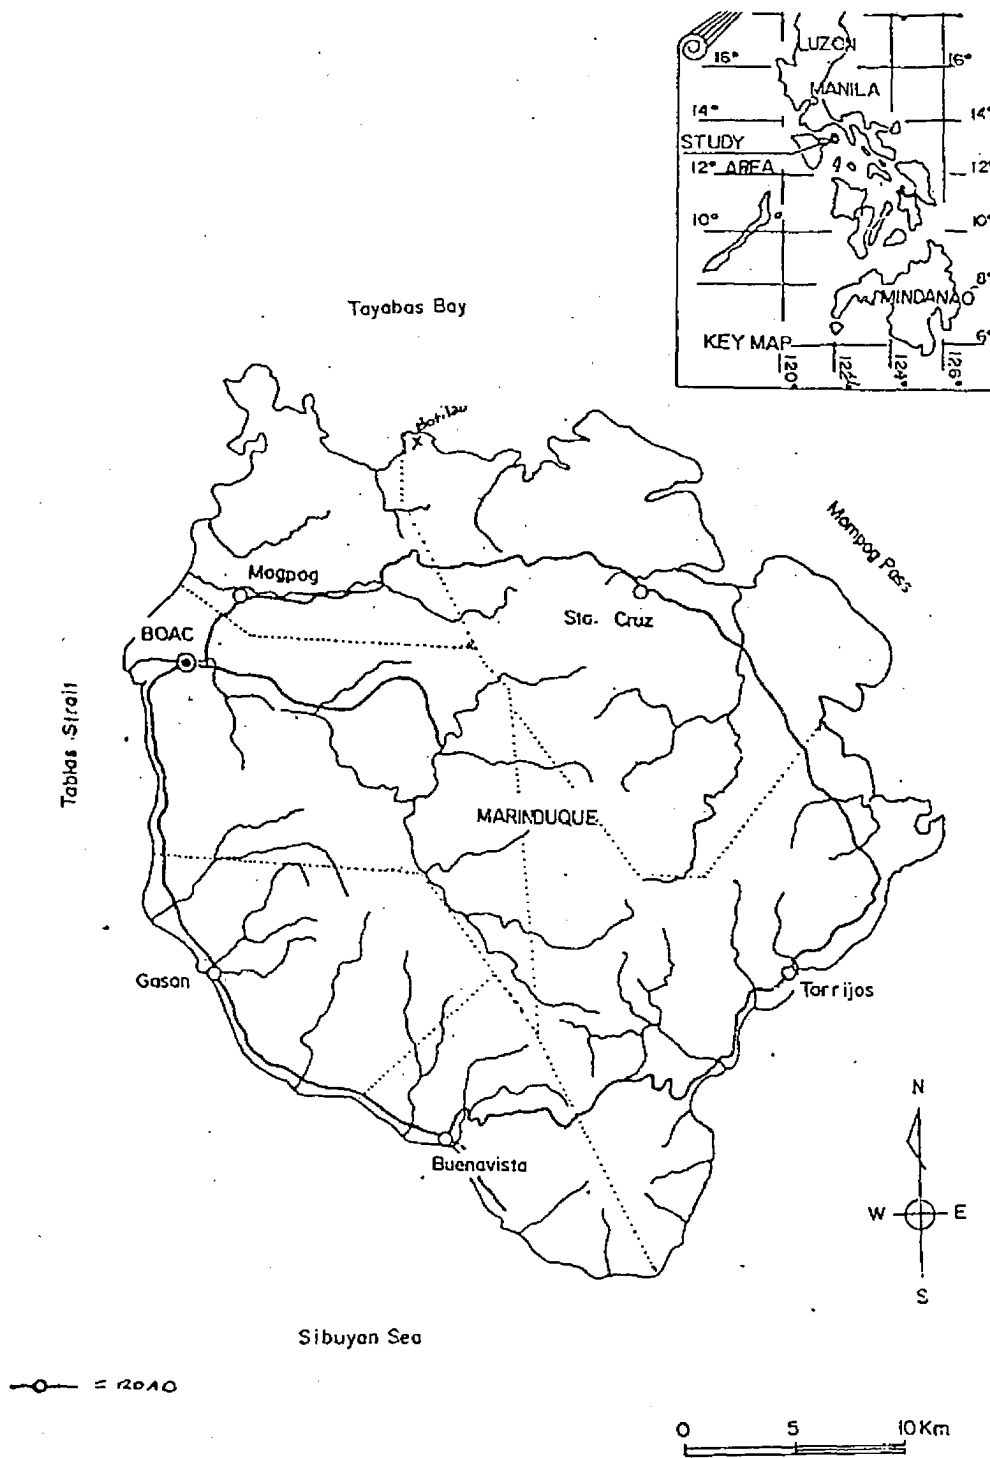 LUZON
16°
16°
MANILA
14°
14°
STUDY
12° AREA
12°
10°
10°
8°
MINDANAO
6°
KEY MAP
120°
122°
124°
126°
Tayabas Bay
Mompog Pass
Mogpog
Sta. Cruz
BOAC
Tablas Strait
MARINDUQUE
Gasan
Torrijos
Buenavista
N
W E
S
Sibuyan Sea
= ROAD
0 5 10Km